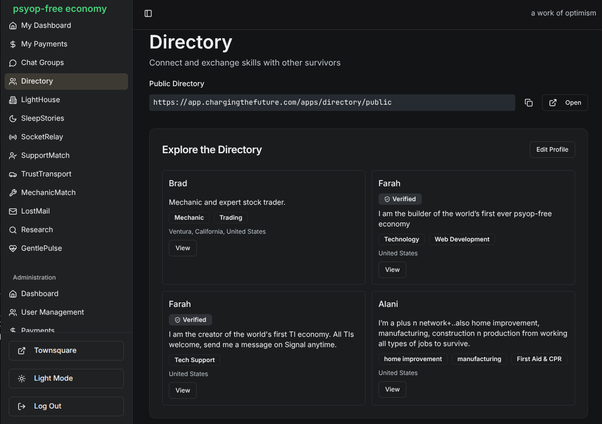 psyop-free economy
My Dashboard
My Payments
Chat Groups
Directory
LightHouse
SleepStories
SocketRelay
SupportMatch
TrustTransport
MechanicMatch
LostMail
Research
GentlePulse
Administration
Dashboard
User Management
Payments
Townsquare
Light Mode
Log Out
a work of optimism
Directory
Connect and exchange skills with other survivors
Public Directory
https://app.chargingthefuture.com/apps/directory/public
Open
Explore the Directory
Edit Profile
Brad
Mechanic and expert stock trader.
Mechanic Trading
Ventura, California, United States
View
Farah
Verified
I am the builder of the world's first ever psyop-free
economy
Technology Web Development
United States
View
Farah
Verified
I am the creator of the world's first TI economy. All TIs
welcome, send me a message on Signal anytime.
Tech Support
United States
View
Alani
I'm a plus n network+..also home improvement,
manufacturing, construction n production from working
all types of jobs to survive.
home improvement manufacturing First Aid & CPR
United States
View